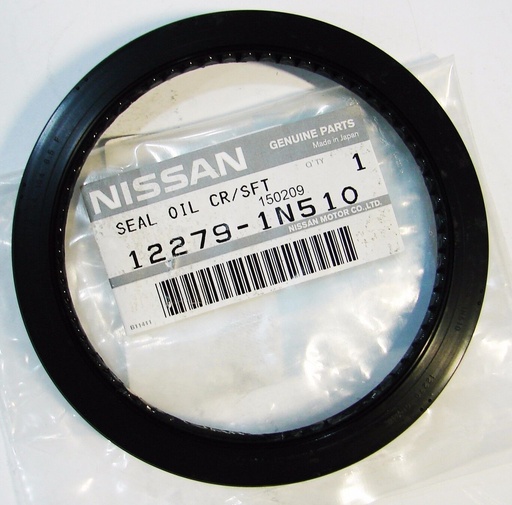 NISSAN GENUINE PARTS
Made in Japan
SEAL OIL CR/SFT Q'TY 1
150209
12279-1N510
NISSAN MOTOR CO.,LTD.